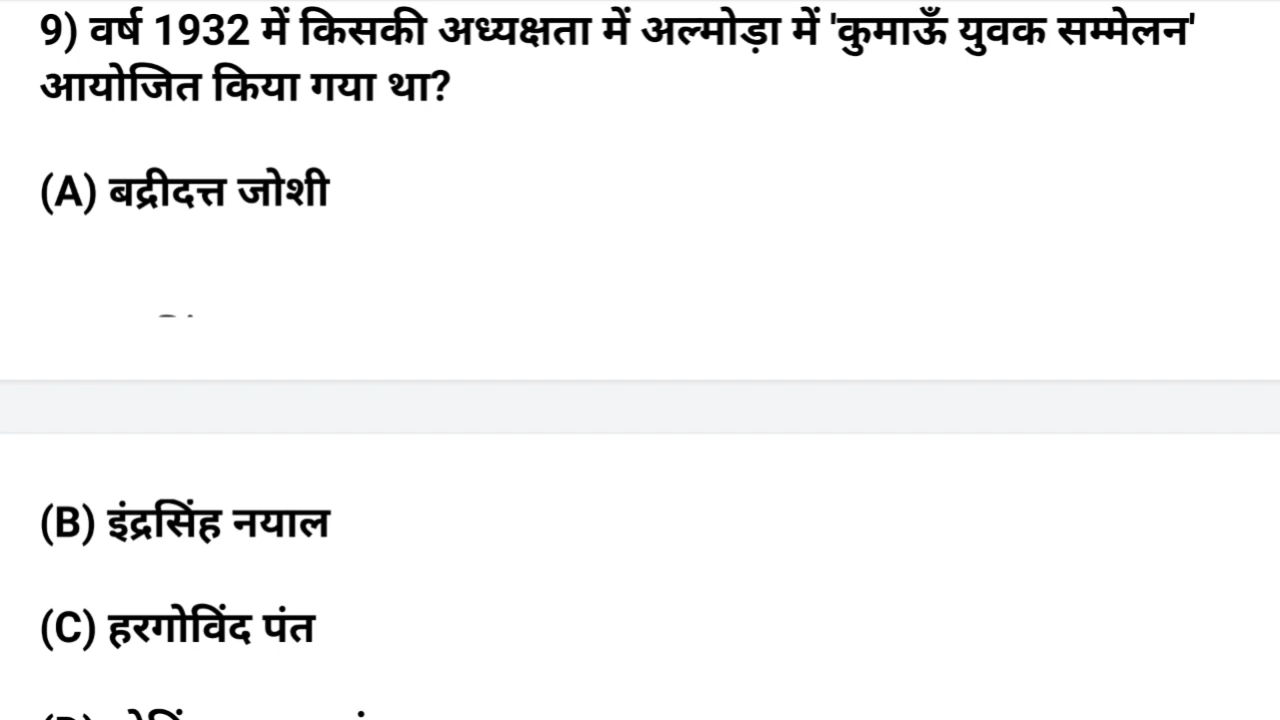 9) वर्ष 1932 में किसकी अध्यक्षता में अल्मोड़ा में 'कुमाऊँ युवक सम्मेलन'
आयोजित किया गया था?
(A) बद्रीदत्त जोशी
(B) इंद्रसिंह नयाल
(C) हरगोविंद पंत